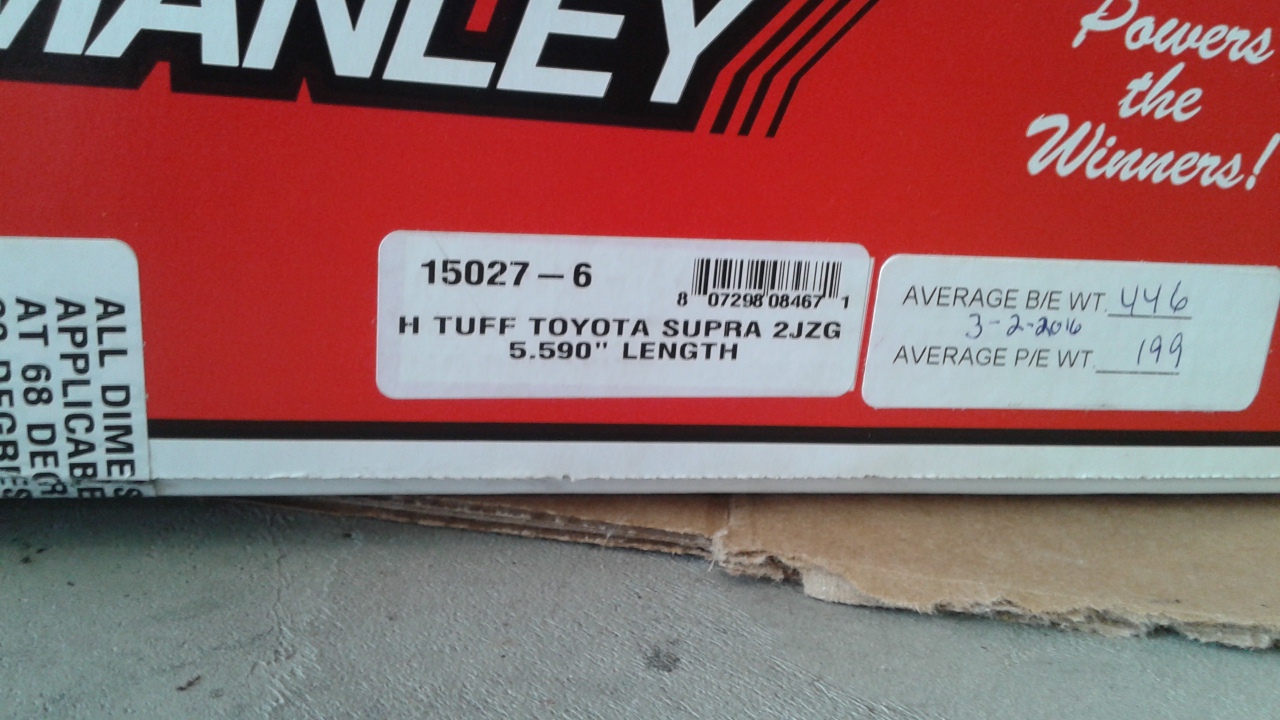 MANLEY
Powers
the
Winners!
15027-6
8 07298 08467 1
H TUFF TOYOTA SUPRA 2JZG
5.590" LENGTH
AVERAGE B/E WT. 446
3-2-2016
AVERAGE P/E WT. 199
ALL DIME
APPLICAB
AT 68 DEG